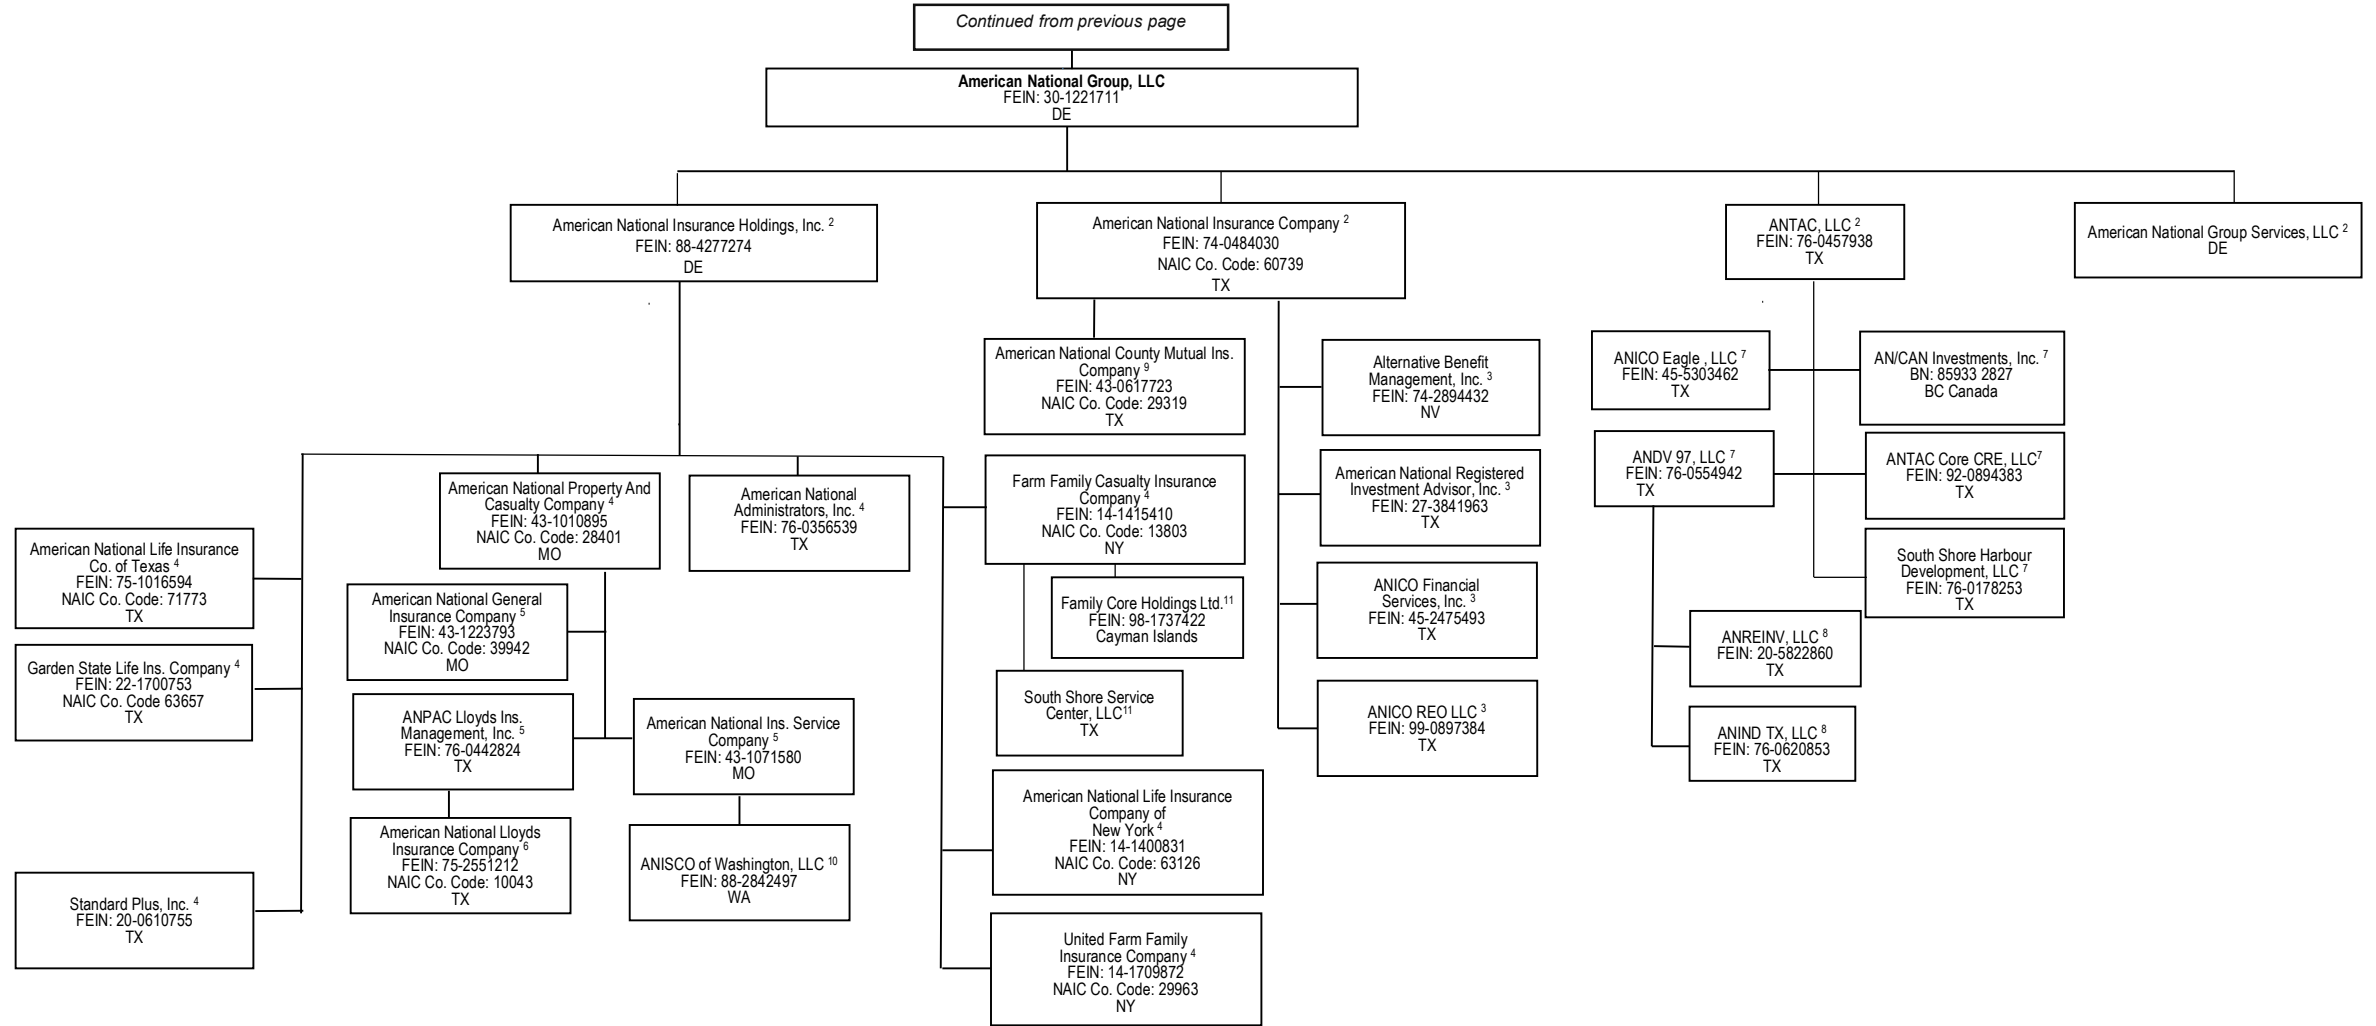 Continued from previous page
American National Group, LLC
FEIN: 30-1221711
DE
American National Insurance Holdings, Inc. 2
FEIN: 88-4277274
DE
American National Insurance Company 2
FEIN: 74-0484030
NAIC Co. Code: 60739
TX
ANTAC, LLC 2
FEIN: 76-0457938
TX
American National Group Services, LLC 2
DE
American National Life Insurance
Co. of Texas 4
FEIN: 75-1016594
NAIC Co. Code: 71773
TX
Garden State Life Ins. Company 4
FEIN: 22-1700753
NAIC Co. Code 63657
TX
Standard Plus, Inc. 4
FEIN: 20-0610755
TX
American National Property And
Casualty Company 4
FEIN: 43-1010895
NAIC Co. Code: 28401
MO
American National General
Insurance Company 5
FEIN: 43-1223793
NAIC Co. Code: 39942
MO
ANPAC Lloyds Ins.
Management, Inc. 5
FEIN: 76-0442824
TX
American National Lloyds
Insurance Company 6
FEIN: 75-2551212
NAIC Co. Code: 10043
TX
American National Ins. Service
Company 5
FEIN: 43-1071580
MO
ANISCO of Washington, LLC 10
FEIN: 88-2842497
WA
American National
Administrators, Inc. 4
FEIN: 76-0356539
TX
American National County Mutual Ins.
Company 9
FEIN: 43-0617723
NAIC Co. Code: 29319
TX
Farm Family Casualty Insurance
Company 4
FEIN: 14-1415410
NAIC Co. Code: 13803
NY
Family Core Holdings Ltd.11
FEIN: 98-1737422
Cayman Islands
South Shore Service
Center, LLC11
TX
American National Life Insurance
Company of
New York 4
FEIN: 14-1400831
NAIC Co. Code: 63126
NY
United Farm Family
Insurance Company 4
FEIN: 14-1709872
NAIC Co. Code: 29963
NY
Alternative Benefit
Management, Inc. 3
FEIN: 74-2894432
NV
American National Registered
Investment Advisor, Inc. 3
FEIN: 27-3841963
TX
ANICO Financial
Services, Inc. 3
FEIN: 45-2475493
TX
ANICO REO LLC 3
FEIN: 99-0897384
TX
ANICO Eagle , LLC 7
FEIN: 45-5303462
TX
AN/CAN Investments, Inc. 7
BN: 85933 2827
BC Canada
ANDV 97, LLC 7
FEIN: 76-0554942
TX
ANTAC Core CRE, LLC7
FEIN: 92-0894383
TX
South Shore Harbour
Development, LLC 7
FEIN: 76-0178253
TX
ANREINV, LLC 8
FEIN: 20-5822860
TX
ANIND TX, LLC 8
FEIN: 76-0620853
TX